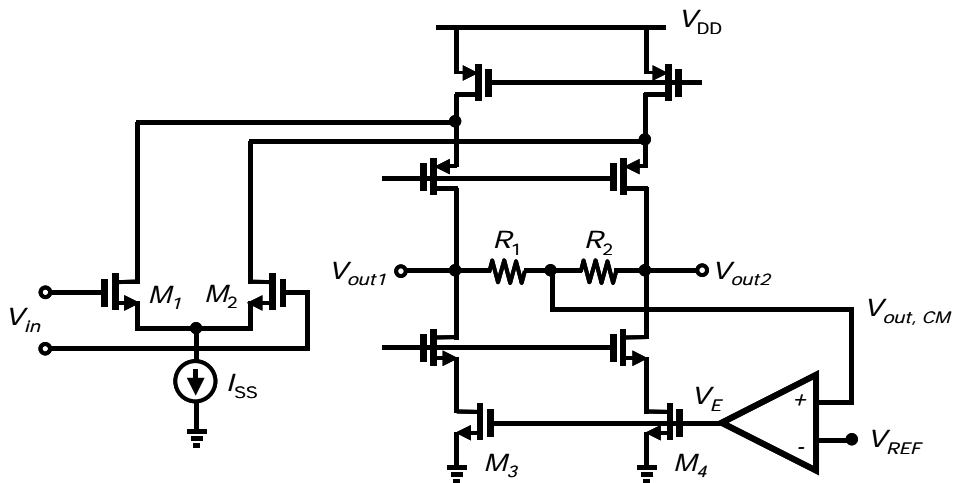 V_DD
R_1
R_2
V_out1
V_out2
M_1
M_2
V_in
V_out, CM
I_SS
V_E
+
-
V_REF
M_3
M_4